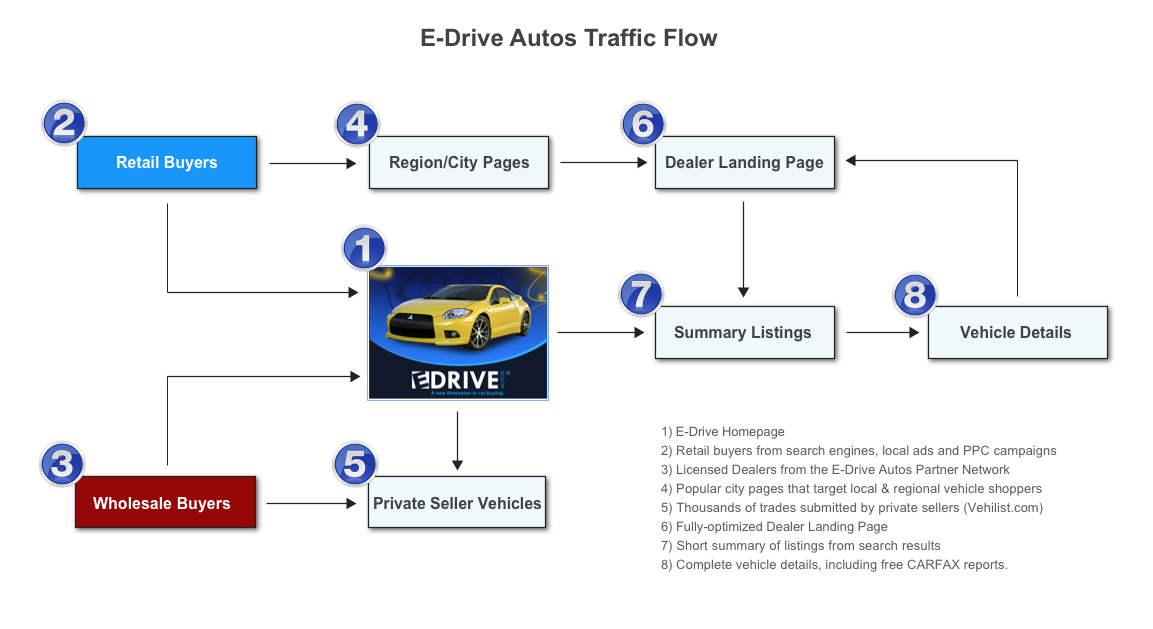 E-Drive Autos Traffic Flow
2
Retail Buyers
4
Region/City Pages
6
Dealer Landing Page
1
EDRIVE
AUTOS
A new dimension in car buying
7
Summary Listings
8
Vehicle Details
3
Wholesale Buyers
5
Private Seller Vehicles
1) E-Drive Homepage
2) Retail buyers from search engines, local ads and PPC campaigns
3) Licensed Dealers from the E-Drive Autos Partner Network
4) Popular city pages that target local & regional vehicle shoppers
5) Thousands of trades submitted by private sellers (Vehilist.com)
6) Fully-optimized Dealer Landing Page
7) Short summary of listings from search results
8) Complete vehicle details, including free CARFAX reports.